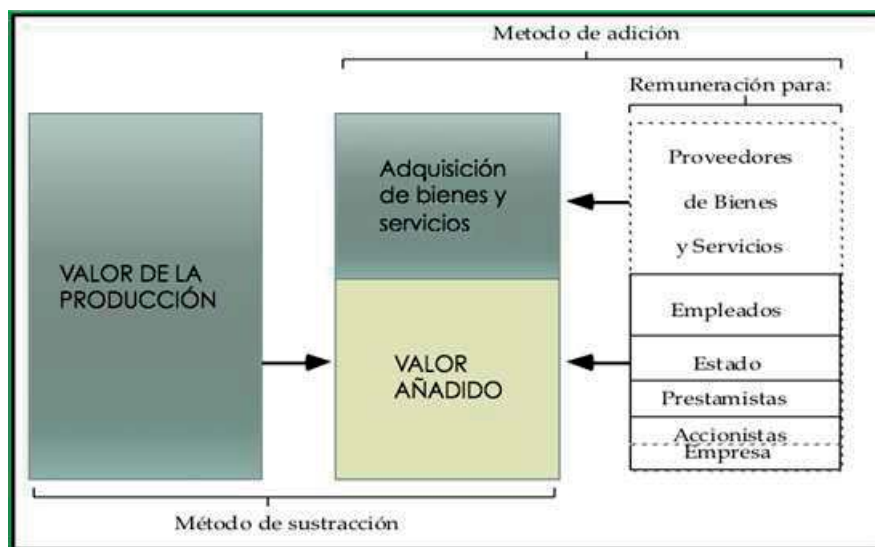 Metodo de adición
Remuneración para:
Adquisición
de bienes y
servicios
Proveedores
de Bienes
y Servicios
VALOR DE LA
PRODUCCIÓN
VALOR
AÑADIDO
Empleados
Estado
Prestamistas
Accionistas
Empresa
Método de sustracción